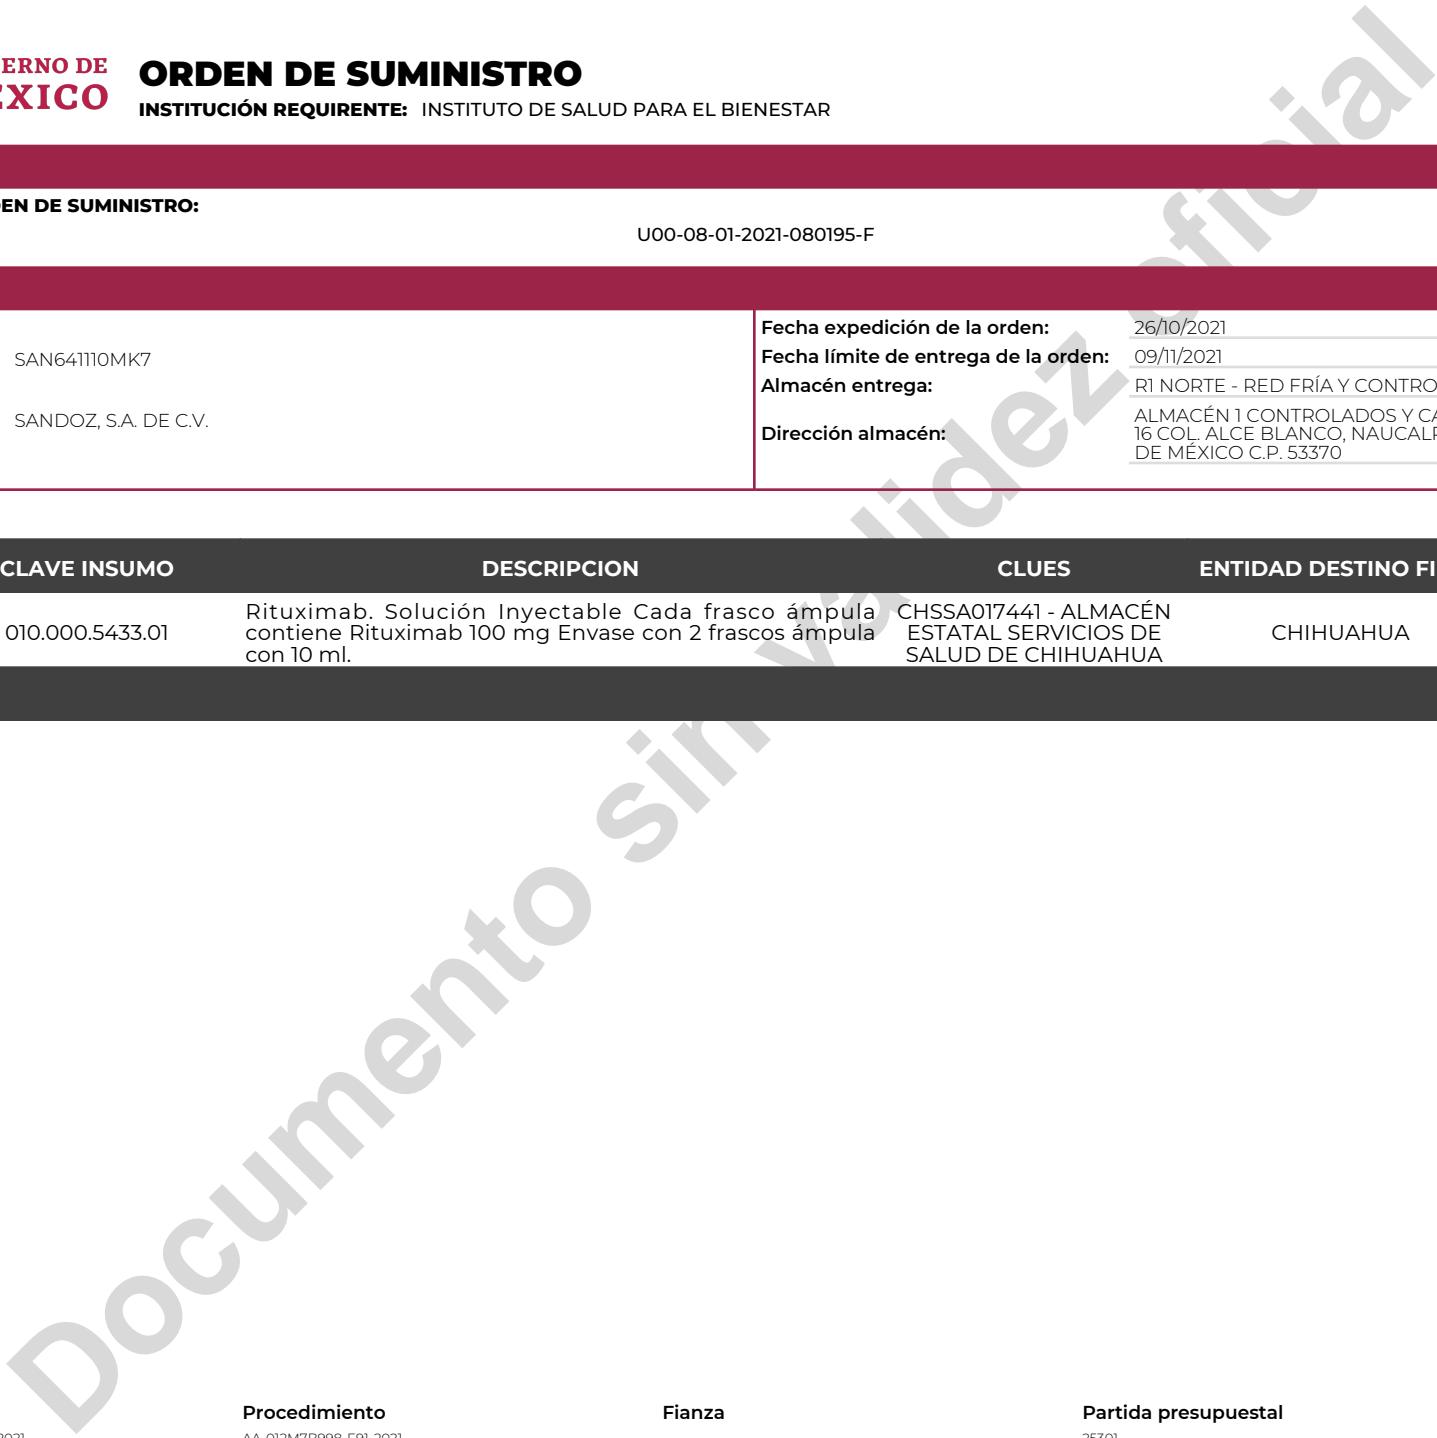 ERNO DE
ÉXICO
ORDEN DE SUMINISTRO
INSTITUCIÓN REQUIRENTE: INSTITUTO DE SALUD PARA EL BIENESTAR
EN DE SUMINISTRO:
U00-08-01-2021-080195-F
SAN641110MK7
SANDOZ, S.A. DE C.V.
Fecha expedición de la orden: 26/10/2021
Fecha límite de entrega de la orden: 09/11/2021
Almacén entrega: R1 NORTE - RED FRÍA Y CONTRO
Dirección almacén: ALMACÉN 1 CONTROLADOS Y CA
16 COL. ALCE BLANCO, NAUCALP
DE MÉXICO C.P. 53370
CLAVE INSUMO DESCRIPCION CLUES ENTIDAD DESTINO FI
010.000.5433.01
Rituximab. Solución Inyectable Cada frasco ámpula
contiene Rituximab 100 mg Envase con 2 frascos ámpula
con 10 ml.
CHSSA017441 - ALMACÉN
ESTATAL SERVICIOS DE
SALUD DE CHIHUAHUA
CHIHUAHUA
Documento sin validez oficial
Procedimiento Fianza Partida presupuestal